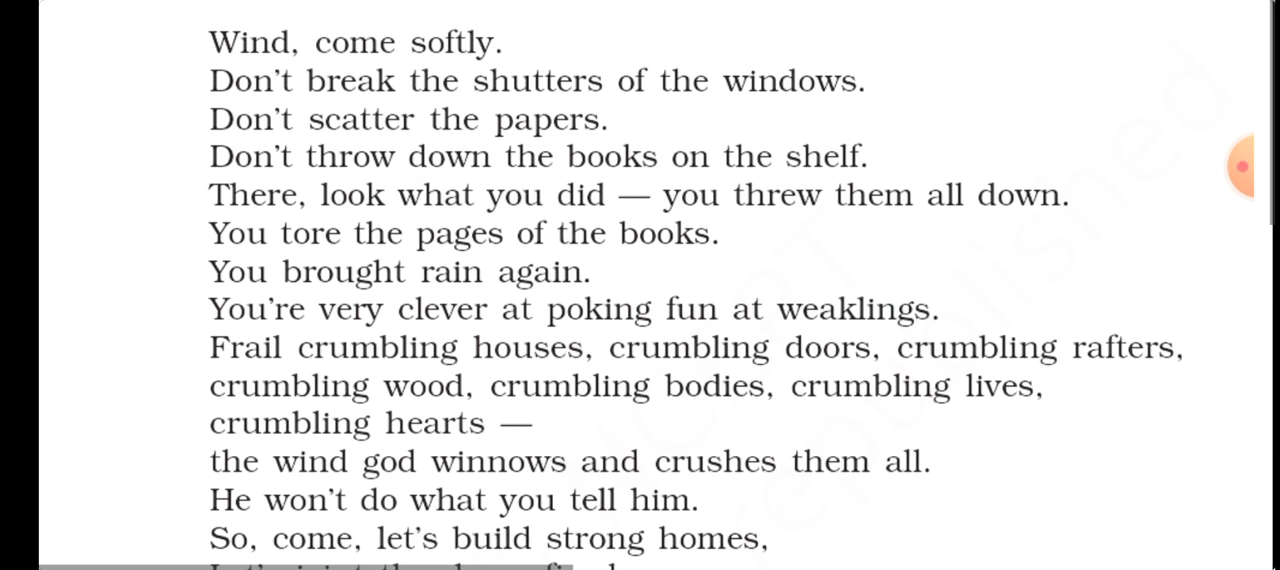 Wind, come softly.
Don't break the shutters of the windows.
Don't scatter the papers.
Don't throw down the books on the shelf.
There, look what you did — you threw them all down.
You tore the pages of the books.
You brought rain again.
You're very clever at poking fun at weaklings.
Frail crumbling houses, crumbling doors, crumbling rafters,
crumbling wood, crumbling bodies, crumbling lives,
crumbling hearts —
the wind god winnows and crushes them all.
He won't do what you tell him.
So, come, let's build strong homes,